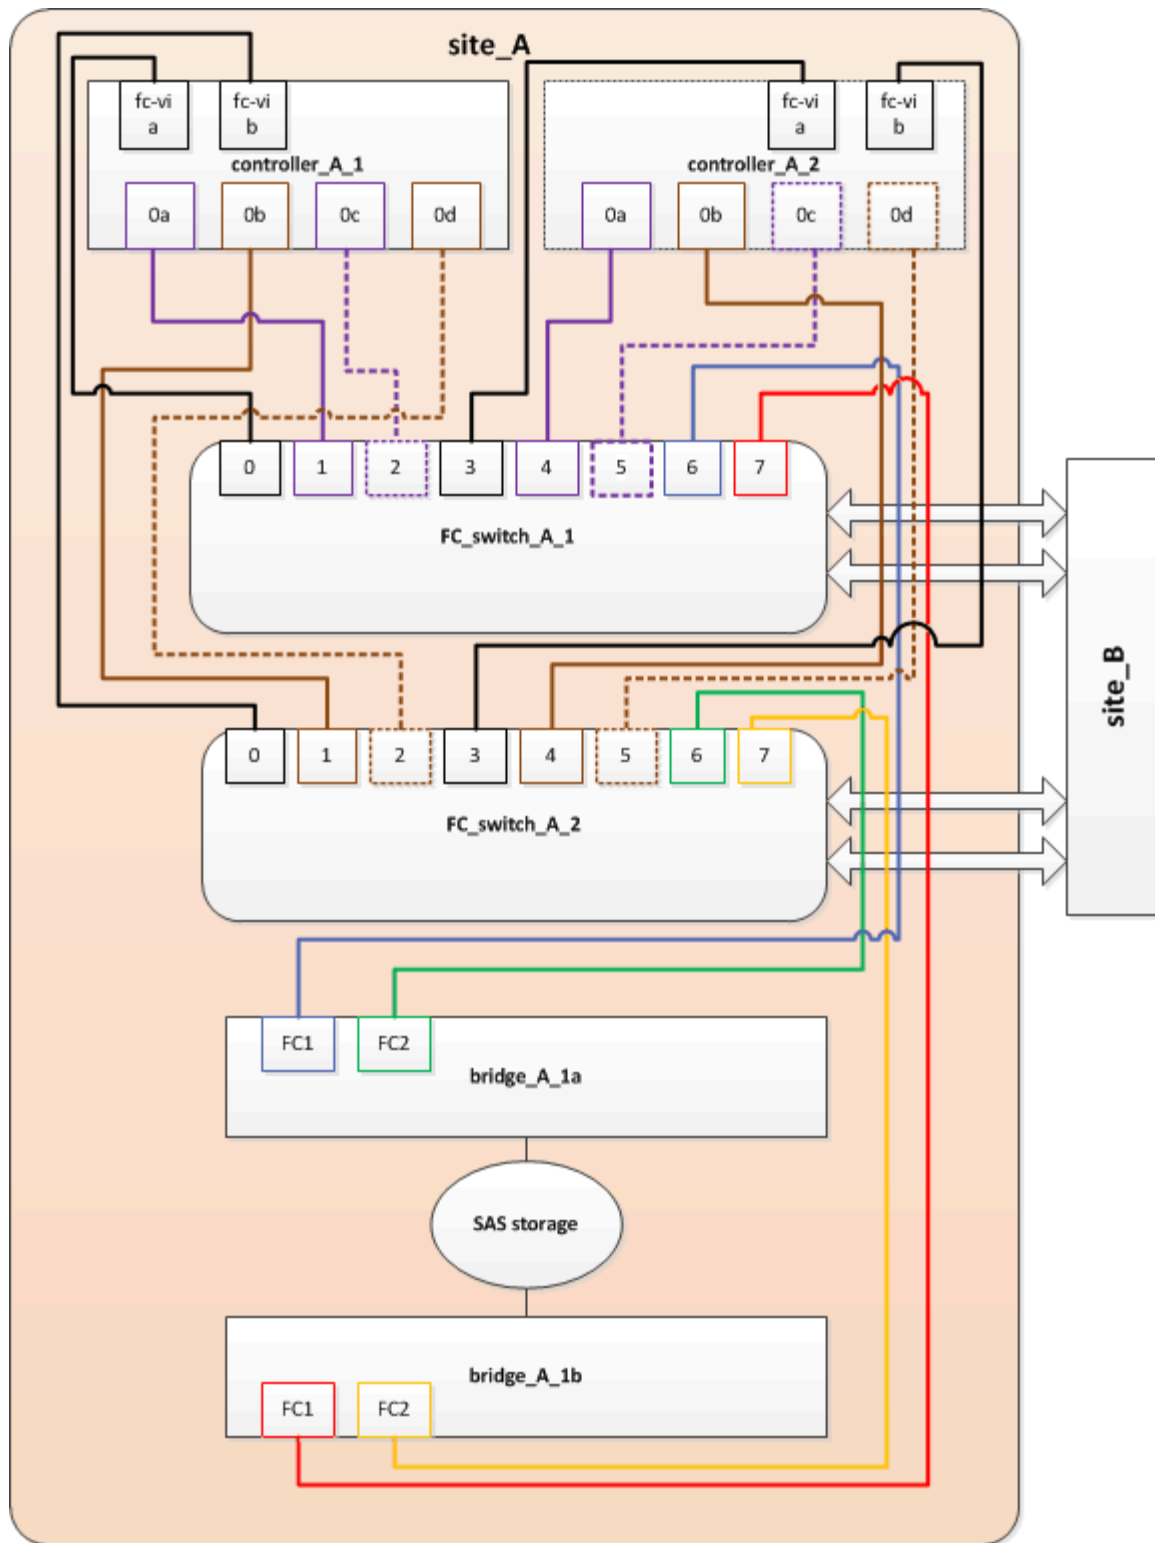 site_A
fc-vi
a
fc-vi
b
fc-vi
a
fc-vi
b
controller_A_1
controller_A_2
0a
0b
0c
0d
0a
0b
0c
0d
0
1
2
3
4
5
6
7
FC_switch_A_1
site_B
0
1
2
3
4
5
6
7
FC_switch_A_2
FC1
FC2
bridge_A_1a
SAS storage
bridge_A_1b
FC1
FC2